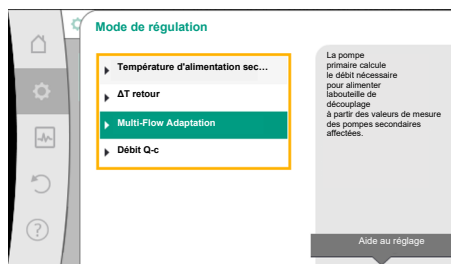 Mode de régulation
Température d'alimentation sec...
ΔT retour
Multi-Flow Adaptation
Débit Q-c
La pompe
primaire calcule
le débit nécessaire
pour alimenter
labouteille de
découplage
à partir des valeurs de mesure
des pompes secondaires
affectées.
Aide au réglage
?